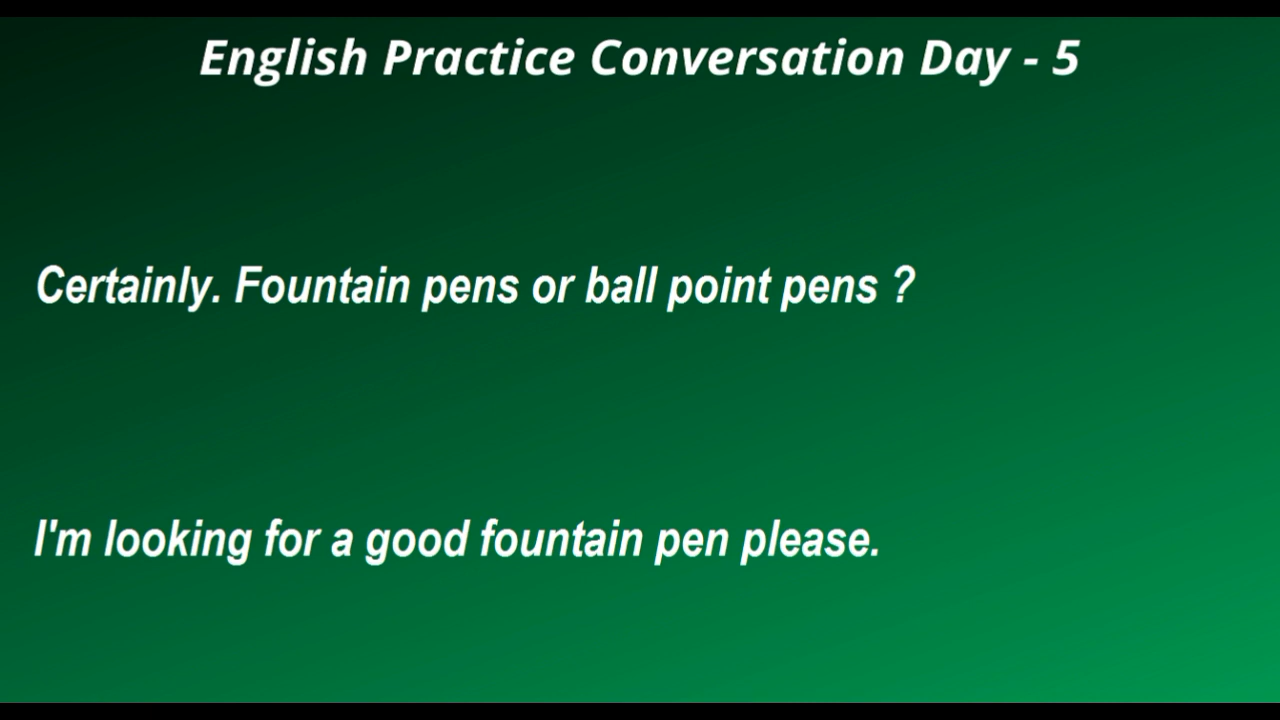 English Practice Conversation Day - 5
Certainly. Fountain pens or ball point pens ?
I'm looking for a good fountain pen please.